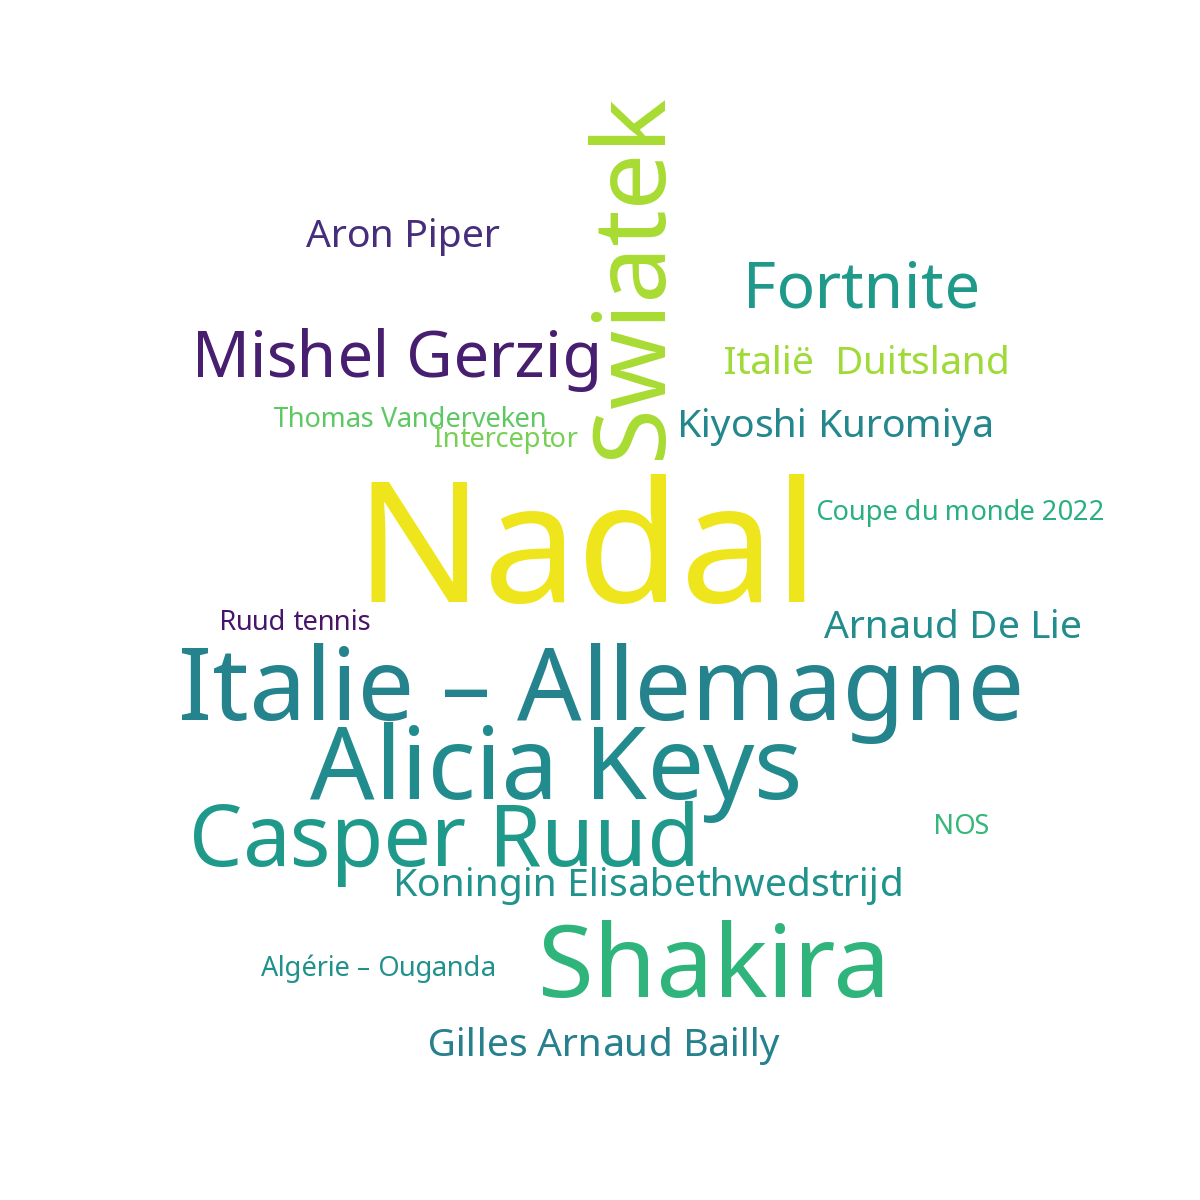 Swiatek
Aron Piper
Fortnite
Mishel Gerzig
Italië  Duitsland
Thomas Vanderveken
Kiyoshi Kuromiya
Interceptor
Nadal
Coupe du monde 2022
Ruud tennis
Arnaud De Lie
Italie – Allemagne
Alicia Keys
Casper Ruud
NOS
Koningin Elisabethwedstrijd
Shakira
Algérie – Ouganda
Gilles Arnaud Bailly